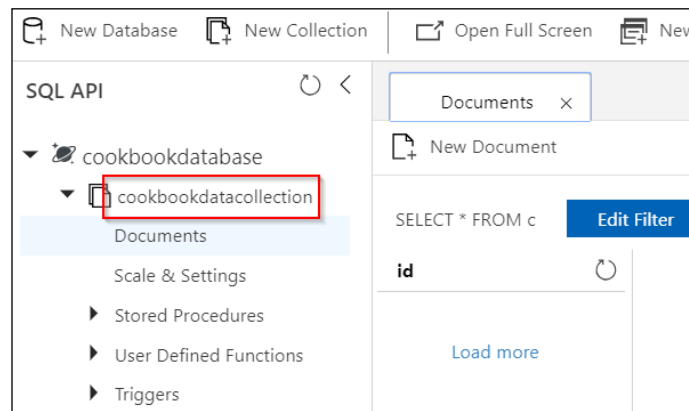 New Database New Collection Open Full Screen New
SQL API
Documents
cookbookdatabase
New Document
cookbookdatacollection
SELECT * FROM c Edit Filter
Documents
id
Scale & Settings
Stored Procedures
Load more
User Defined Functions
Triggers